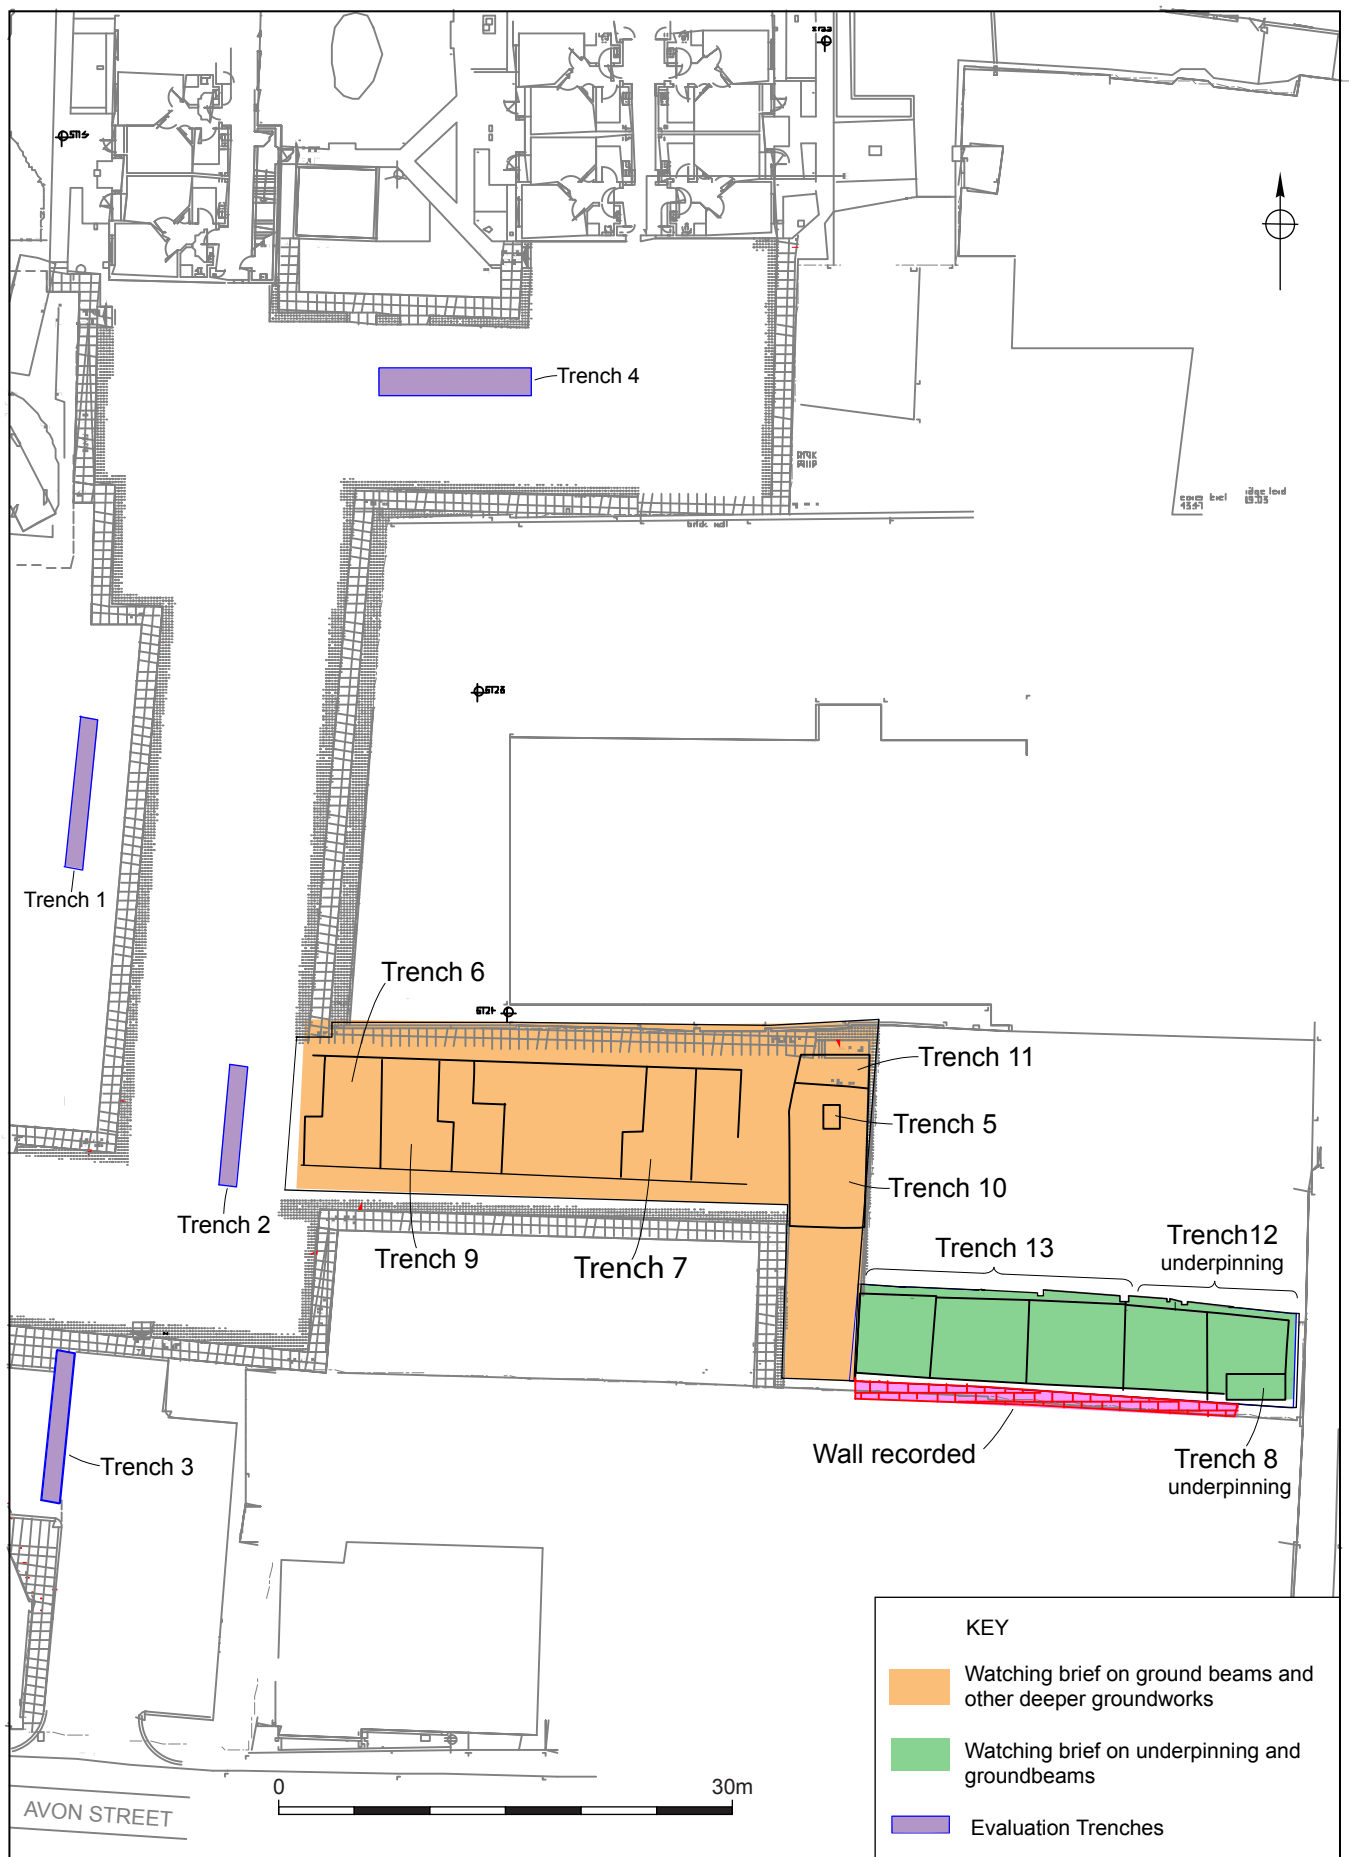 Trench 4
brick wall
Trench 1
Trench 6
Trench 11
Trench 5
Trench 10
Trench 2
Trench 9
Trench 7
Trench 13
Trench12
underpinning
Trench 3
Wall recorded
Trench 8
underpinning
KEY
Watching brief on ground beams and
other deeper groundworks
Watching brief on underpinning and
groundbeams
Evaluation Trenches
0 30m
AVON STREET